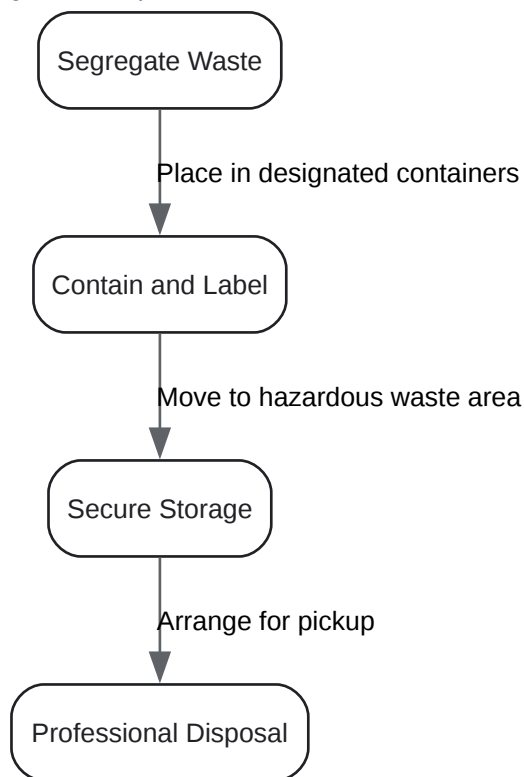 Segregate Waste
Place in designated containers
Contain and Label
Move to hazardous waste area
Secure Storage
Arrange for pickup
Professional Disposal